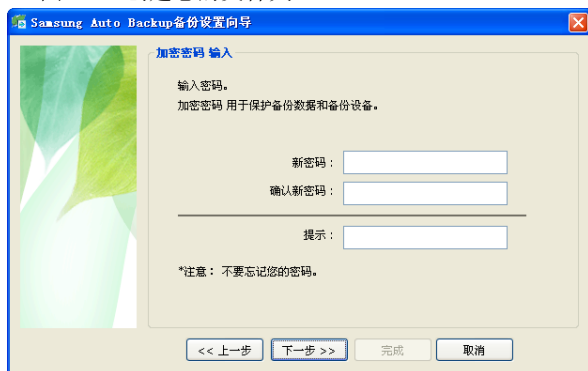 Samsung Auto Backup备份设置向导
加密密码 输入
输入密码。
加密密码 用于保护备份数据和备份设备。
新密码：
确认新密码：
提示：
*注意： 不要忘记您的密码。
<< 上一步 下一步 >> 完成 取消